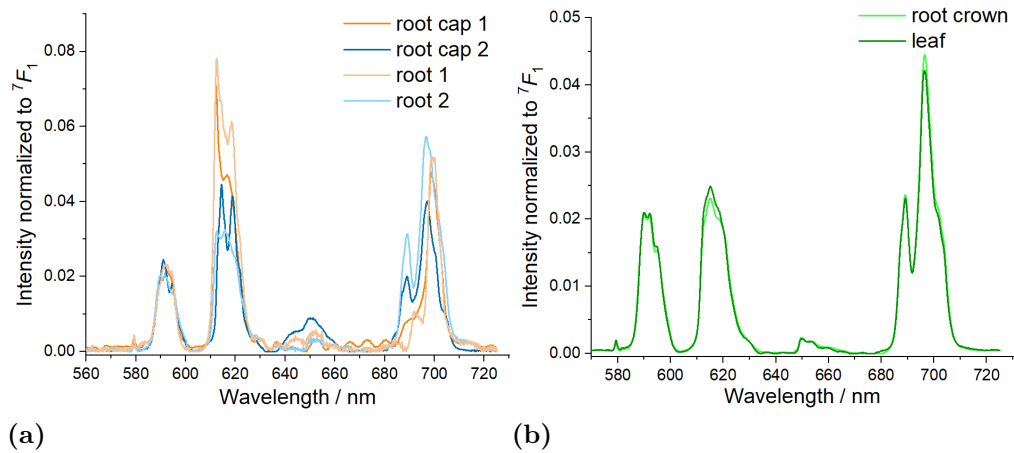 root cap 1
root cap 2
root 1
root 2
Intensity normalized to ⁷F₁
0.08
0.06
0.04
0.02
0.00
560 580 600 620 640 660 680 700 720
Wavelength / nm
(a)
root crown
leaf
Intensity normalized to ⁷F₁
0.05
0.04
0.03
0.02
0.01
0.00
580 600 620 640 660 680 700 720
Wavelength / nm
(b)